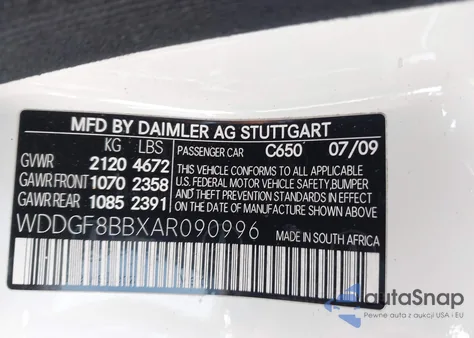 MFD BY DAIMLER AG STUTTGART
KG LBS PASSENGER CAR C650 07/09
GVWR 2120 4672 THIS VEHICLE CONFORMS TO ALL APPLICABLE
GAWR FRONT 1070 2358 U.S. FEDERAL MOTOR VEHICLE SAFETY, BUMPER
GAWR REAR 1085 2391 AND THEFT PREVENTION STANDARDS IN EFFECT ON THE DATE OF MANUFACTURE SHOWN ABOVE.
WDDGF8BBXAR090996 MADE IN SOUTH AFRICA
autaSnap
Pewne auta z aukcji USA i EU